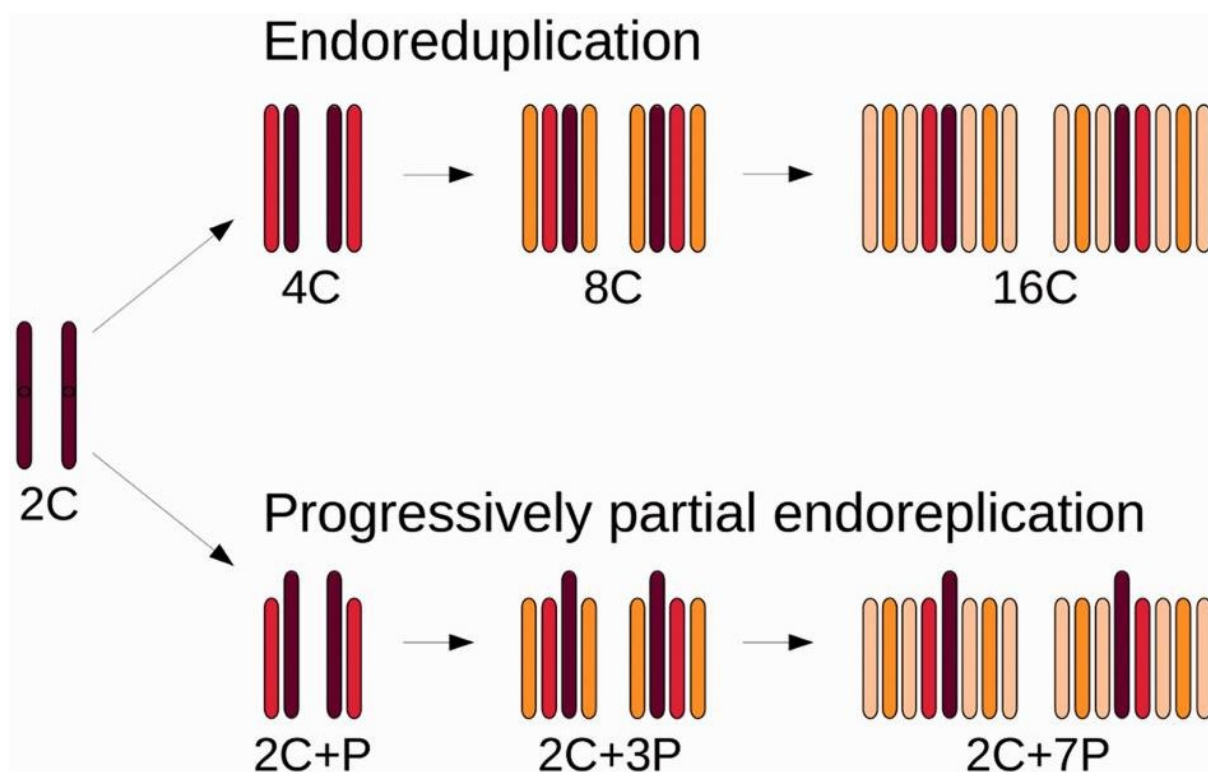 Endoreduplication
4C
8C
16C
2C
Progressively partial endoreplication
2C+P
2C+3P
2C+7P